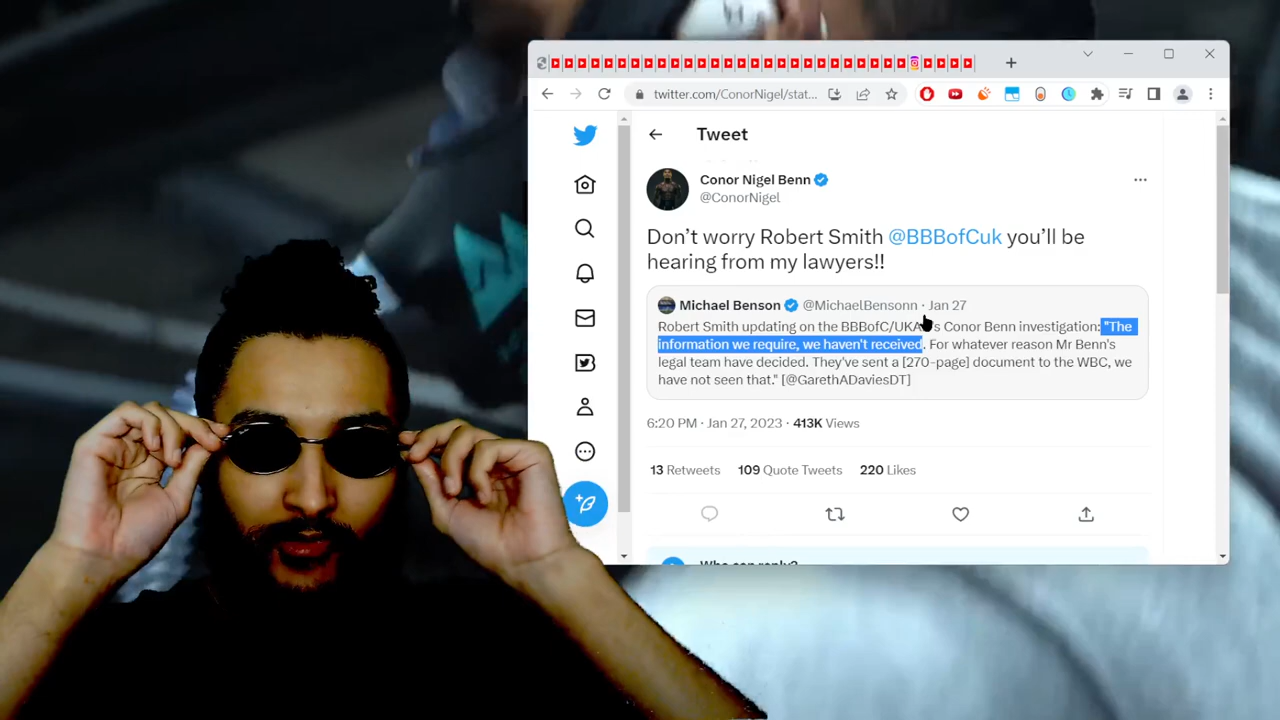 twitter.com/ConorNigel/stat...
Tweet
Conor Nigel Benn
@ConorNigel
Don’t worry Robert Smith @BBBofCuk you’ll be
hearing from my lawyers!!
Michael Benson @MichaelBensonn · Jan 27
Robert Smith updating on the BBBofC/UKA s Conor Benn investigation: "The
information we require, we haven't received. For whatever reason Mr Benn's
legal team have decided. They've sent a [270-page] document to the WBC, we
have not seen that." [@GarethADaviesDT]
6:20 PM · Jan 27, 2023 · 413K Views
13 Retweets 109 Quote Tweets 220 Likes
Who can reply?